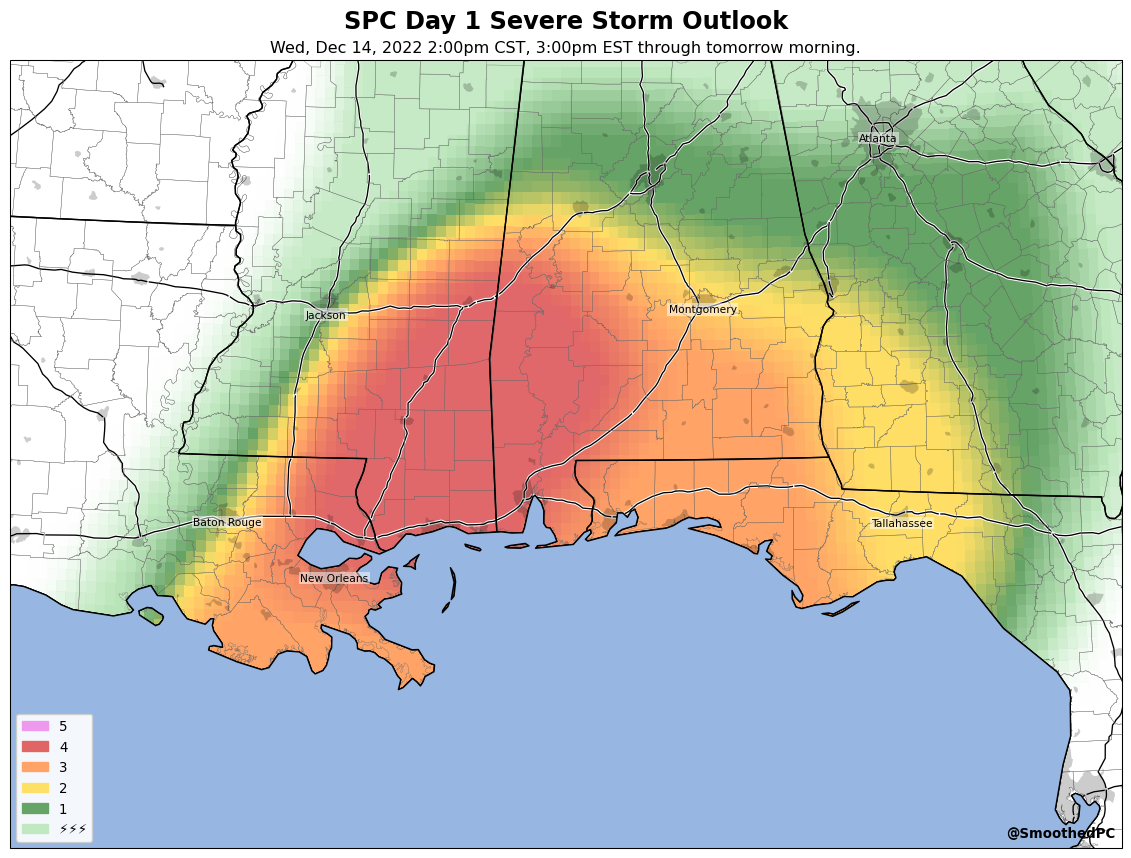 SPC Day 1 Severe Storm Outlook
Wed, Dec 14, 2022 2:00pm CST, 3:00pm EST through tomorrow morning.
Atlanta
Montgomery
Jackson
Baton Rouge
Tallahassee
New Orleans
5
4
3
2
1
⚡⚡⚡
@SmoothedPC